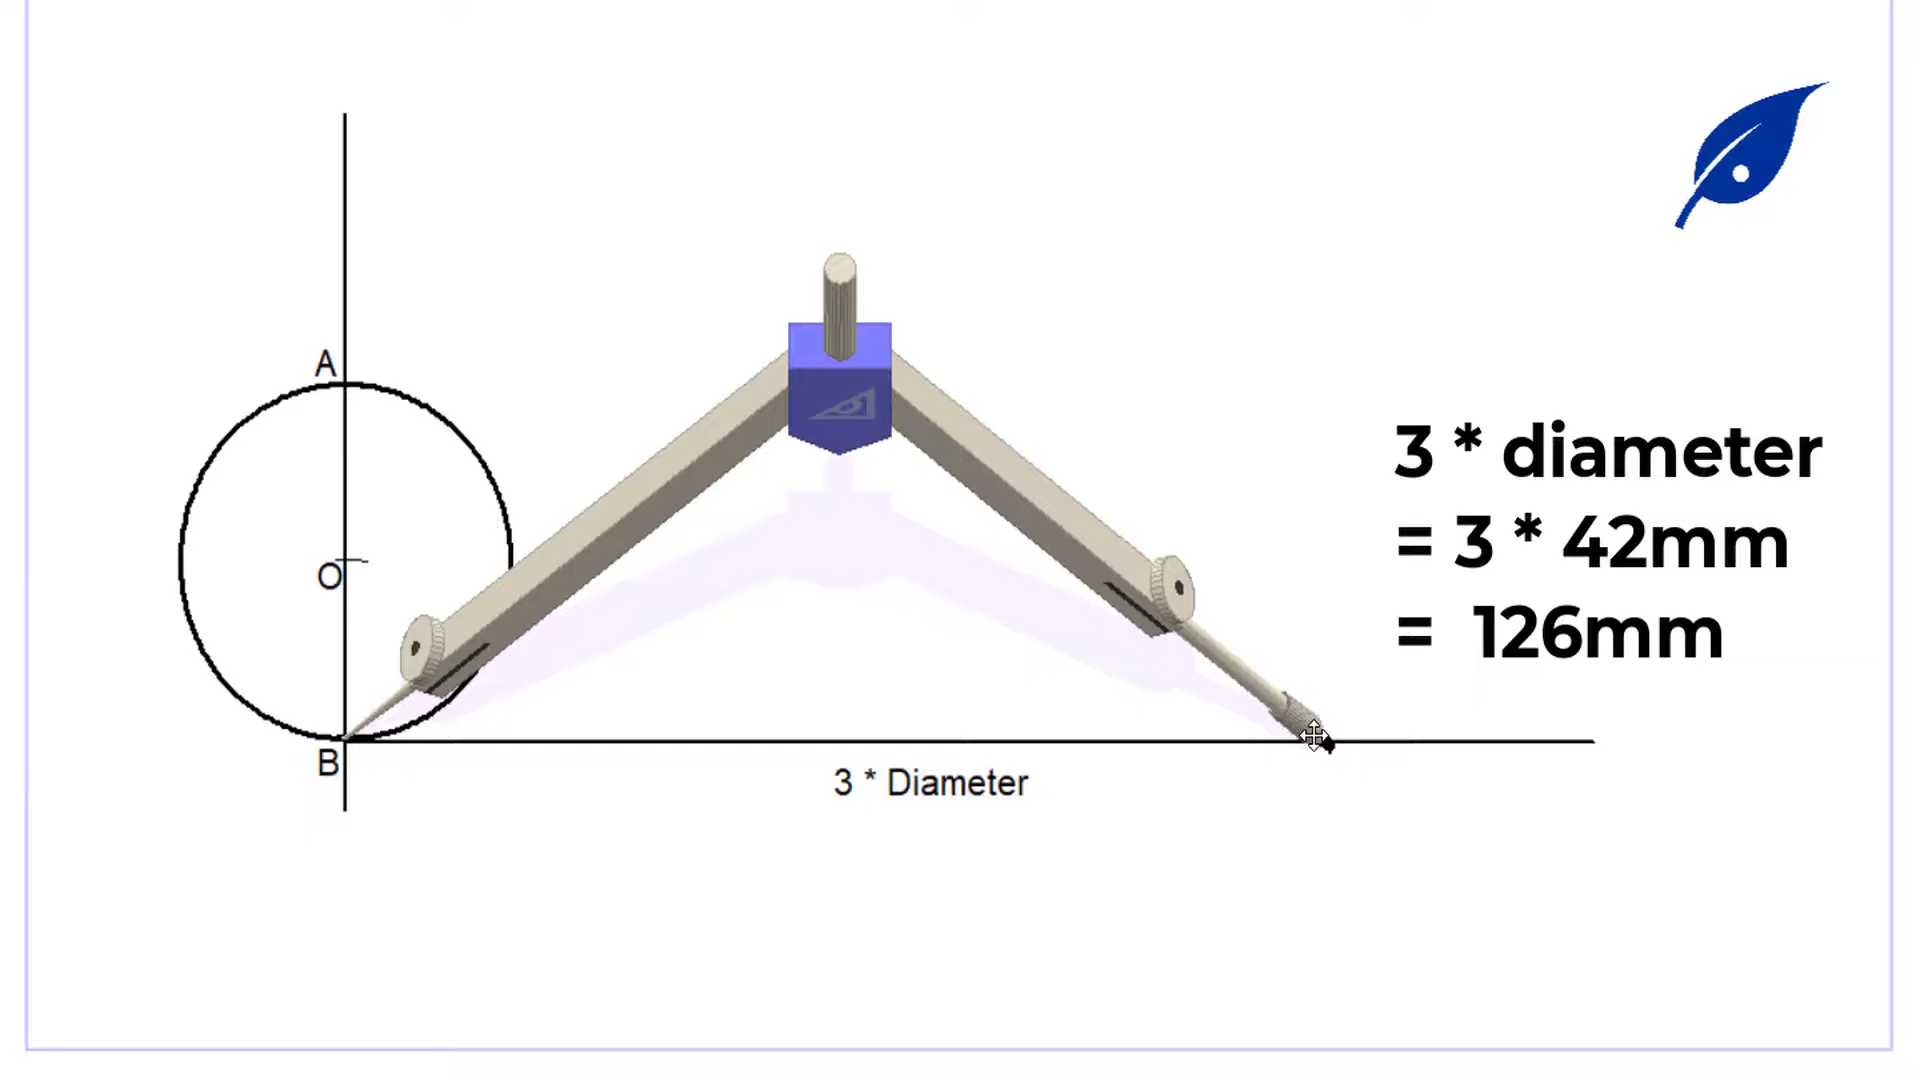 A
O
B
3 * Diameter
3 * diameter
= 3 * 42mm
= 126mm